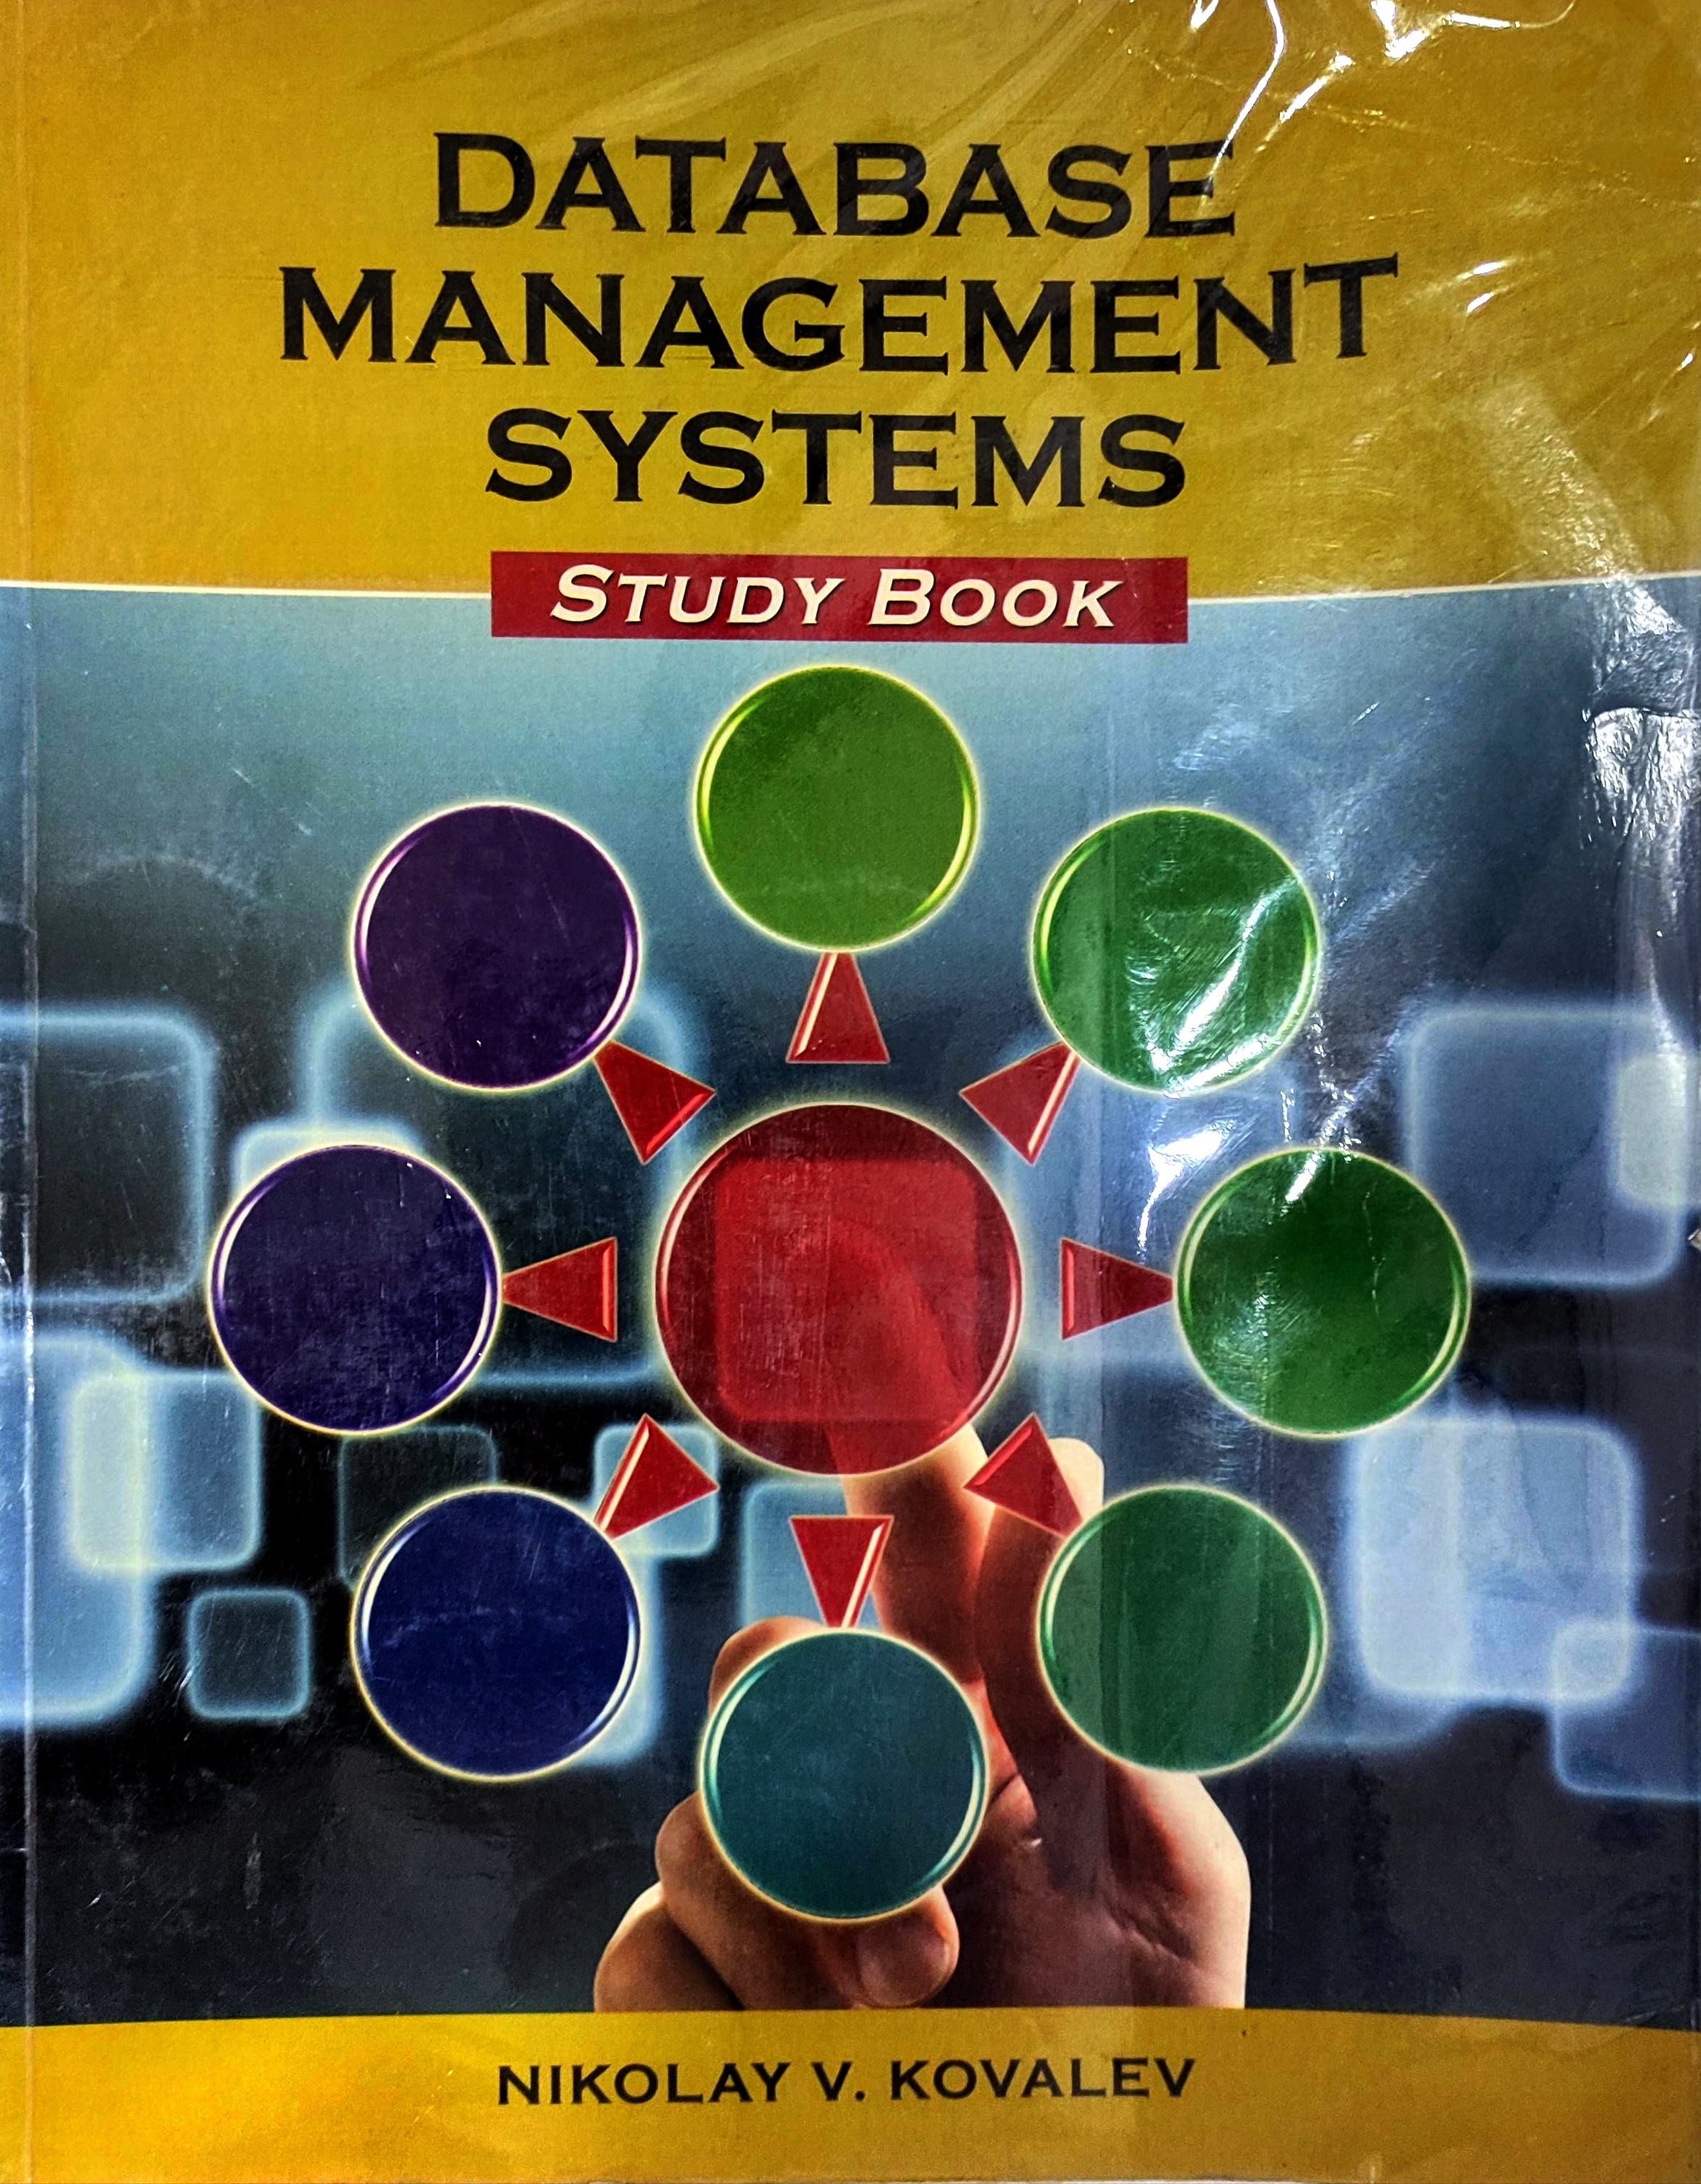 DATABASE
MANAGEMENT
SYSTEMS
STUDY BOOK
NIKOLAY V. KOVALEV